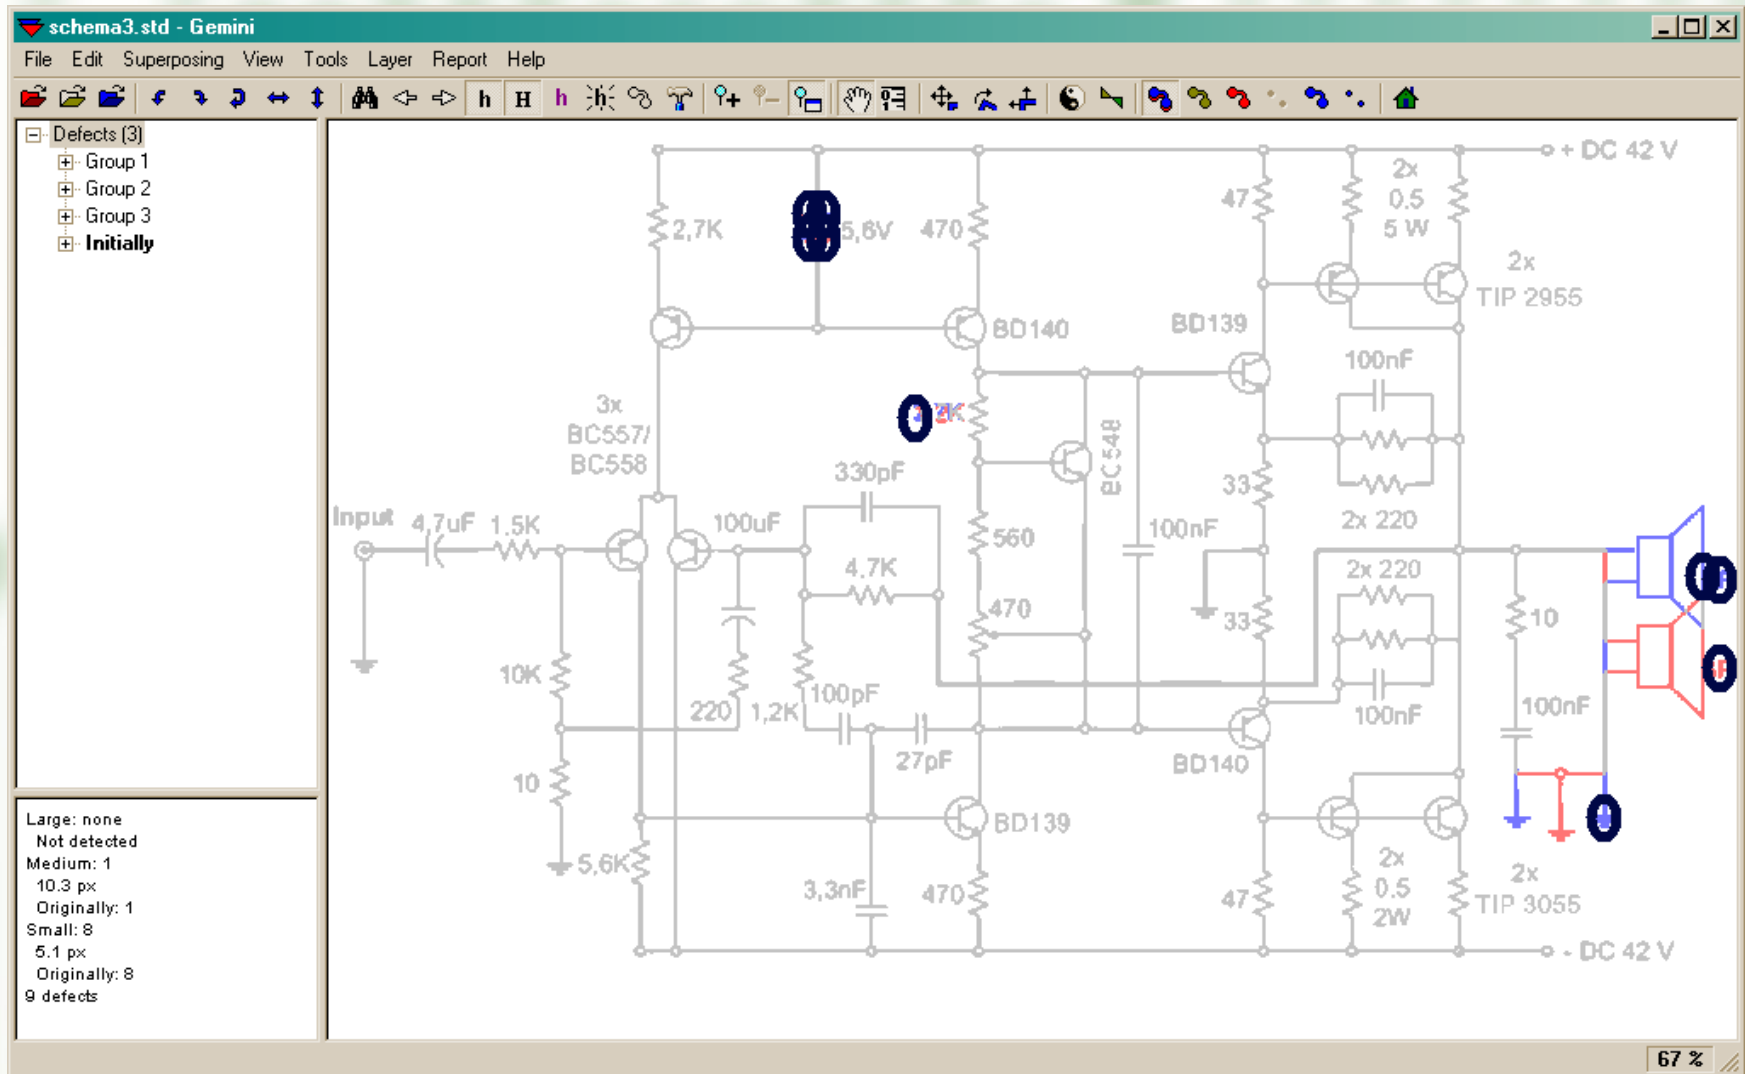 schema3.std - Gemini
File Edit Superposing View Tools Layer Report Help
h H h h
Defects (3)
Group 1
Group 2
Group 3
Initially
Large: none
Not detected
Medium: 1
10.3 px
Originally: 1
Small: 8
5.1 px
Originally: 8
9 defects
+ DC 42 V
2x
0.5
5 W
47
2,7K
5,6V
470
2x
TIP 2955
BD140
BD139
100nF
3x
BC557/
BC558
BC548
330pF
33
Input
4,7uF
1.5K
100uF
2x 220
100nF
560
4.7K
2x 220
470
33
10
10K
100pF
220
1,2K
100nF
100nF
27pF
BD140
10
BD139
5,6K
3,3nF
470
47
2x
0.5
2W
2x
TIP 3055
- DC 42 V
67 %